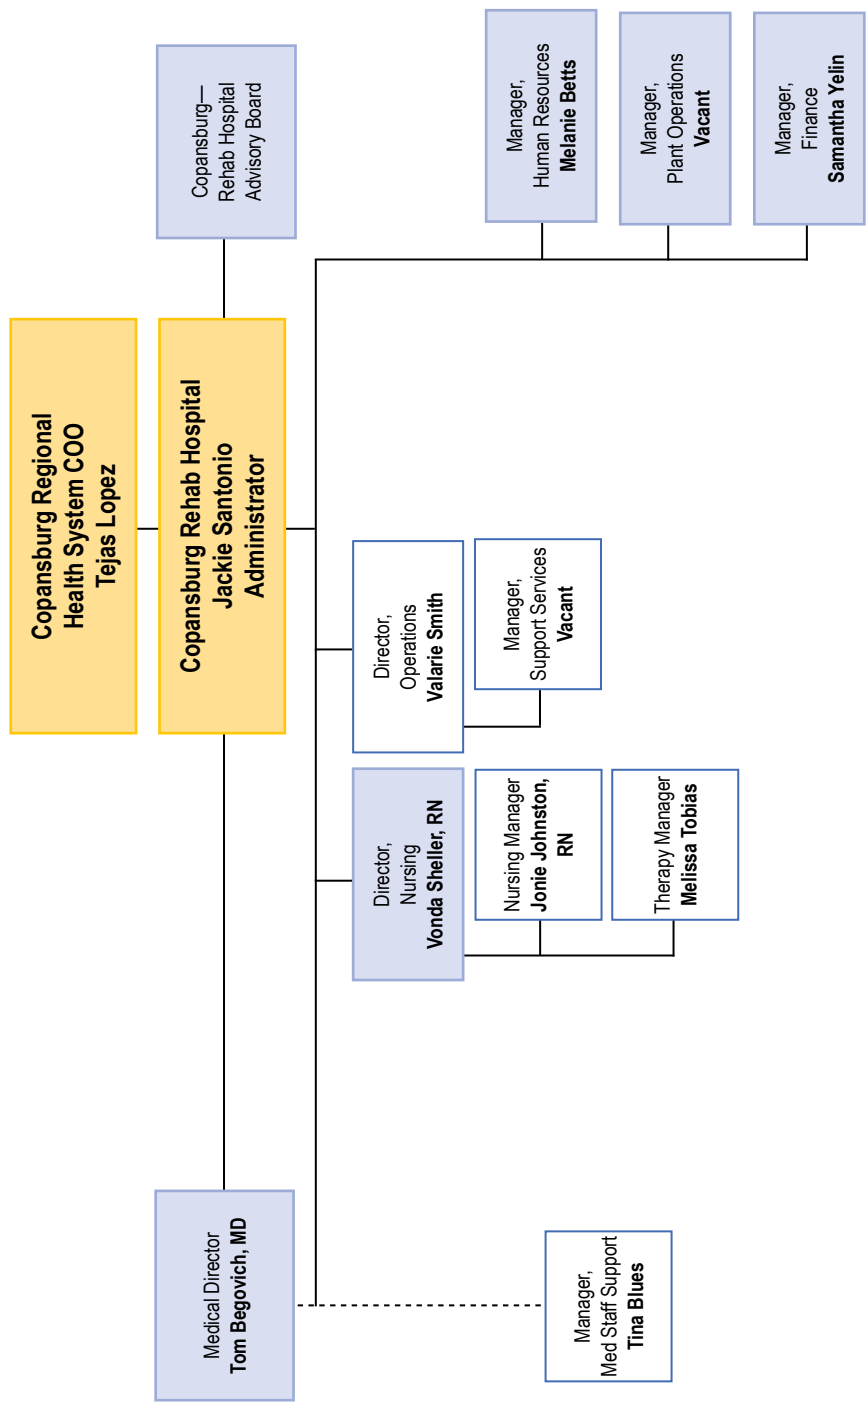 Copansburg Regional
Health System COO
Tejas Lopez
Copansburg Rehab Hospital
Jackie Santonio
Administrator
Copansburg—
Rehab Hospital
Advisory Board
Medical Director
Tom Begovich, MD
Director,
Nursing
Vonda Sheller, RN
Director,
Operations
Valarie Smith
Nursing Manager
Jonie Johnston,
RN
Therapy Manager
Melissa Tobias
Manager,
Support Services
Vacant
Manager,
Med Staff Support
Tina Blues
Manager,
Human Resources
Melanie Betts
Manager,
Plant Operations
Vacant
Manager,
Finance
Samantha Yelin